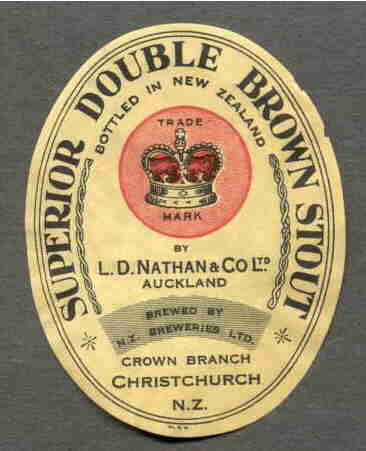 SUPERIOR DOUBLE BROWN STOUT
BOTTLED IN NEW ZEALAND
TRADE
MARK
BY
L.D. NATHAN & CO LTD
AUCKLAND
BREWED BY
N.Z. BREWERIES LTD.
CROWN BRANCH
CHRISTCHURCH
N.Z.